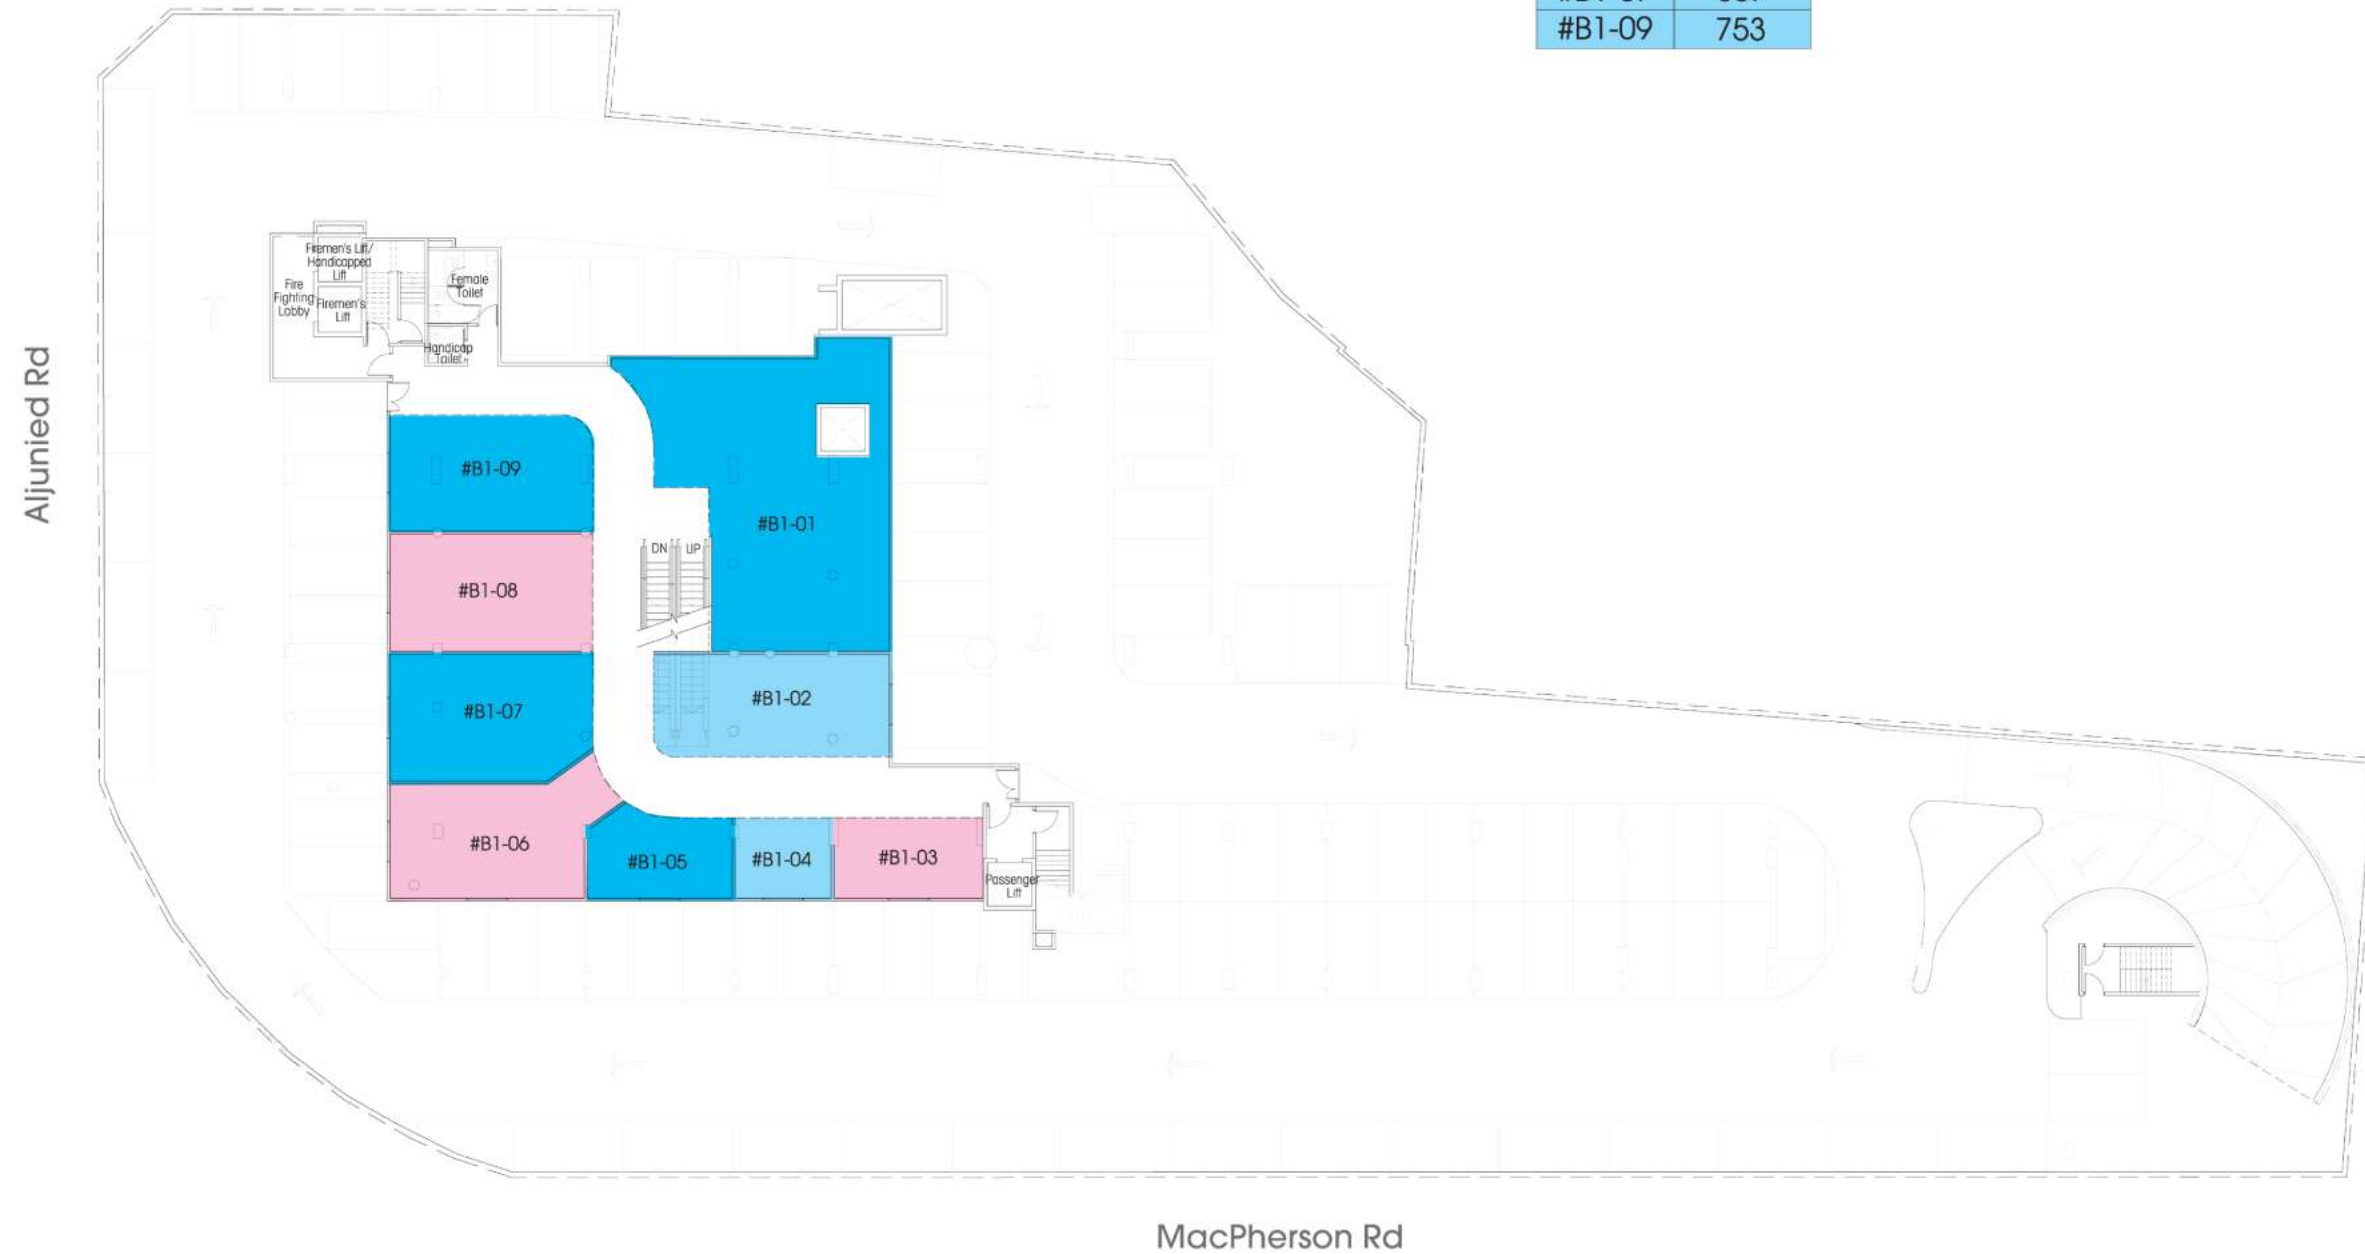 #B1-09 753
Firemen's Lift/
Handicapped
Lift
Fire
Fighting
Lobby
Firemen's
Lift
Female
Toilet
Handicap
Toilet
Aljunied Rd
#B1-09
#B1-01
DN UP
#B1-08
#B1-02
#B1-07
#B1-06
#B1-05
#B1-04
#B1-03
Passenger
Lift
MacPherson Rd